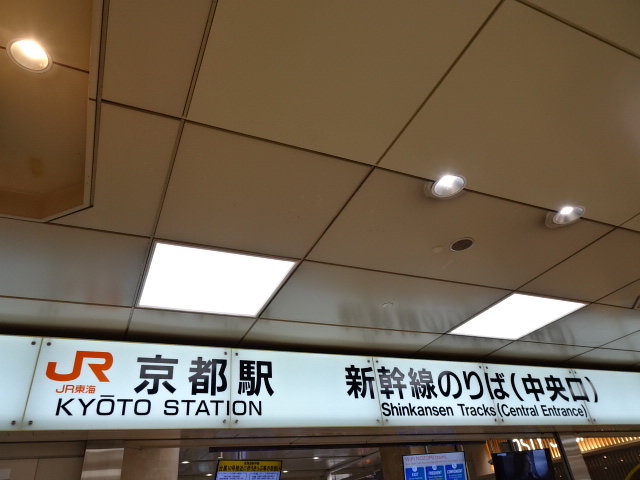 JR
JR東海
京都駅 新幹線のりば(中央口)
KYŌTO STATION Shinkansen Tracks(Central Entrance)